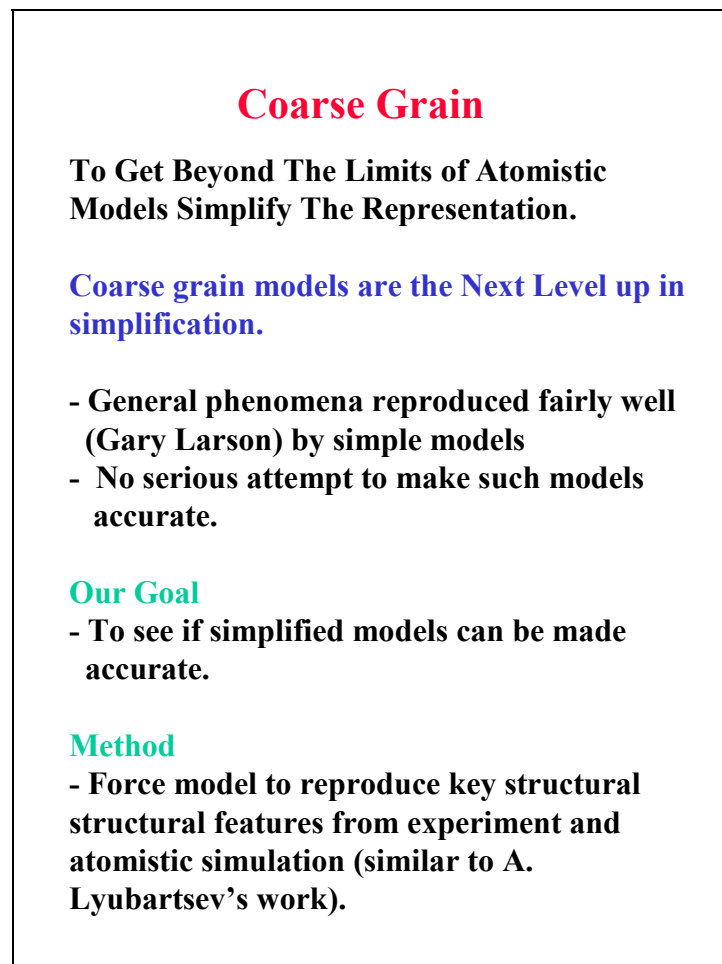 Coarse Grain
To Get Beyond The Limits of Atomistic
Models Simplify The Representation.
Coarse grain models are the Next Level up in
simplification.
- General phenomena reproduced fairly well
(Gary Larson) by simple models
- No serious attempt to make such models
accurate.
Our Goal
- To see if simplified models can be made
accurate.
Method
- Force model to reproduce key structural
structural features from experiment and
atomistic simulation (similar to A.
Lyubartsev's work).